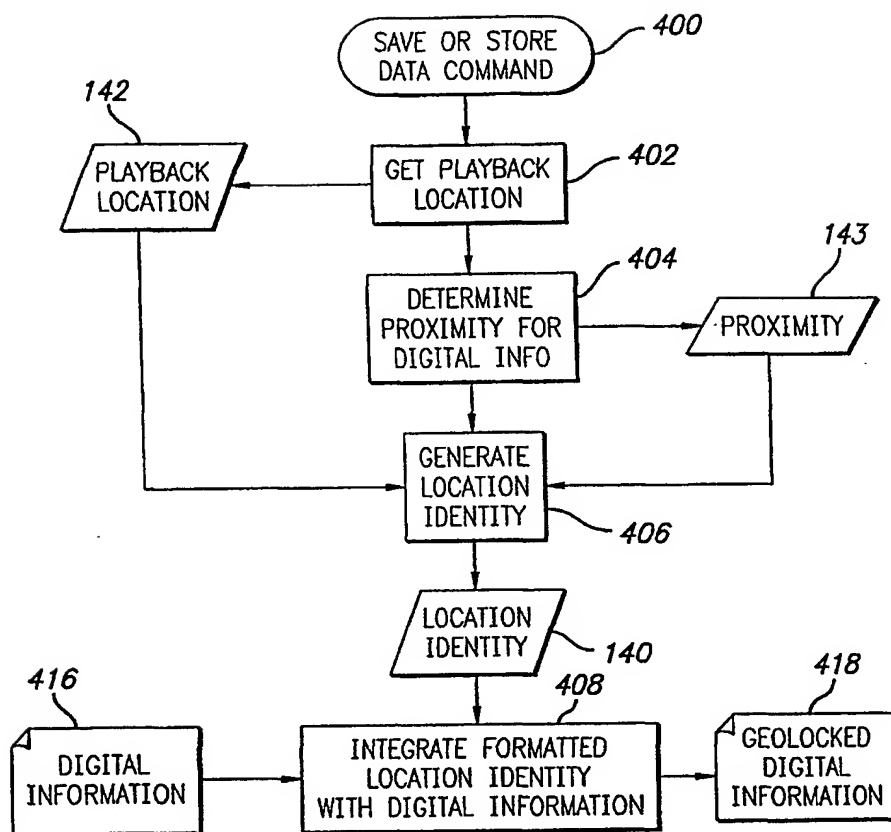 SAVE OR STORE
DATA COMMAND
400
142
PLAYBACK
LOCATION
GET PLAYBACK
LOCATION
402
404
DETERMINE
PROXIMITY FOR
DIGITAL INFO
143
PROXIMITY
GENERATE
LOCATION
IDENTITY
406
LOCATION
IDENTITY
140
416
DIGITAL
INFORMATION
408
INTEGRATE FORMATTED
LOCATION IDENTITY
WITH DIGITAL INFORMATION
418
GEOLOCKED
DIGITAL
INFORMATION